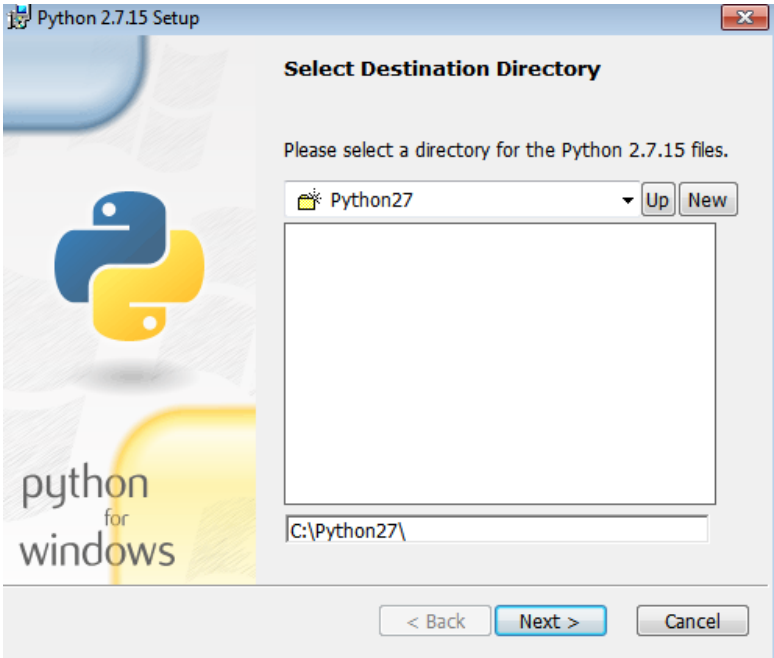 Python 2.7.15 Setup
Select Destination Directory
Please select a directory for the Python 2.7.15 files.
Python27
Up
New
C:\Python27\
python
for
windows
< Back
Next >
Cancel